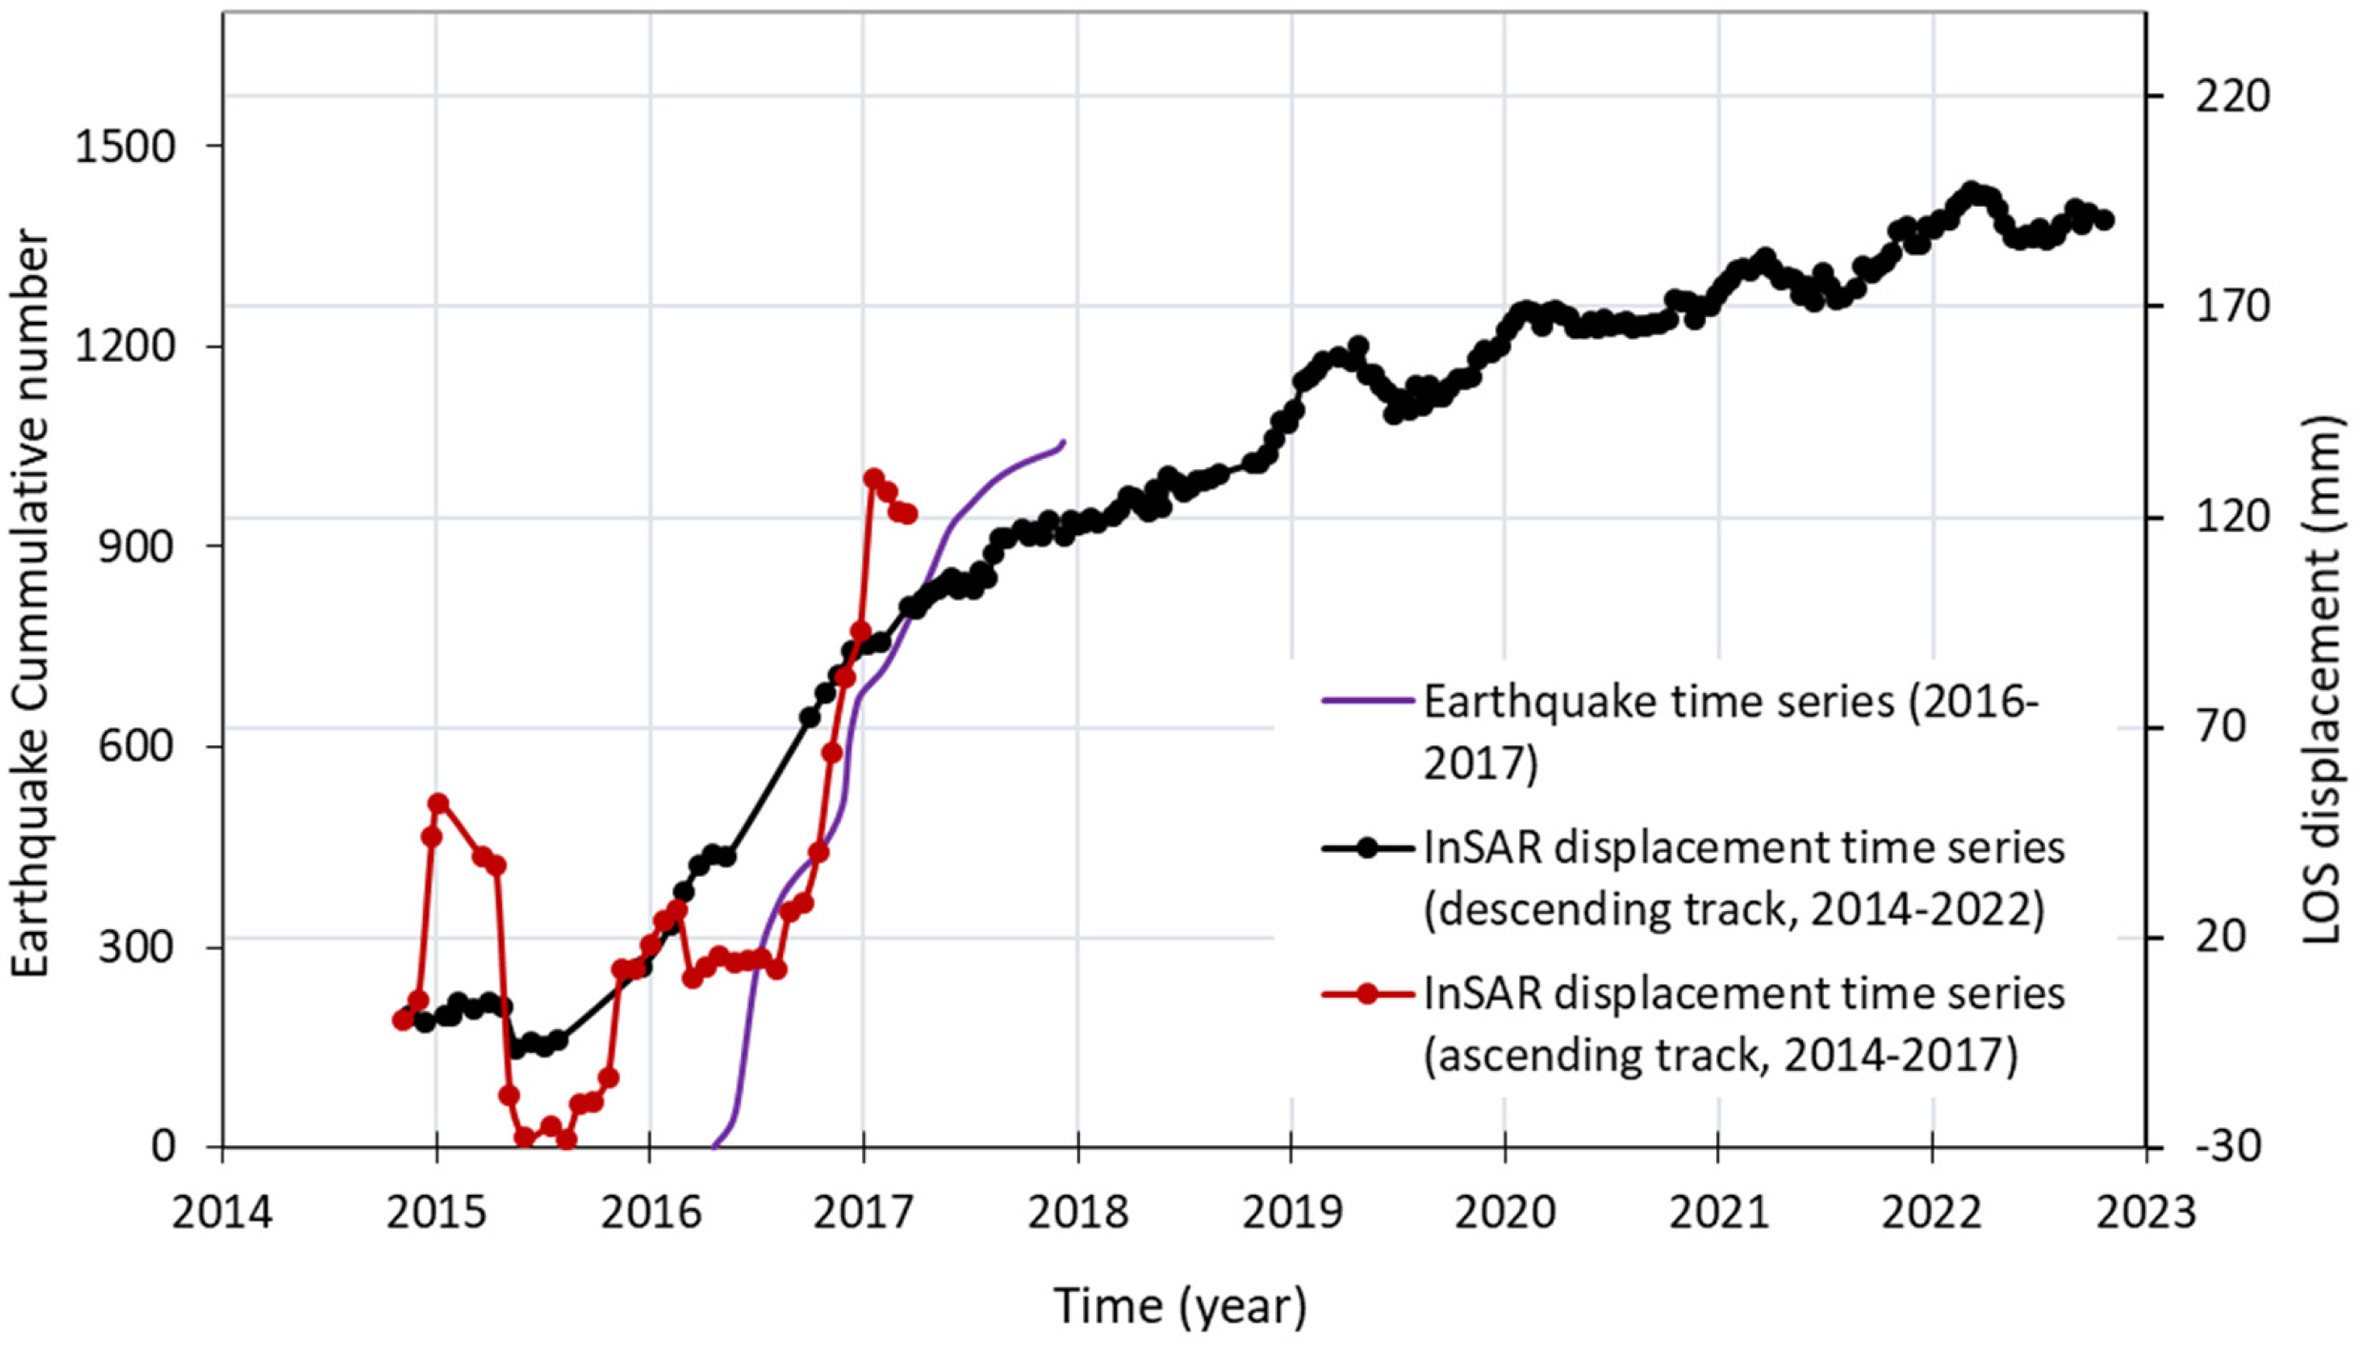 Earthquake Cummulative number
1500
1200
900
600
300
0
220
170
120
70
20
-30
LOS displacement (mm)
Earthquake time series (2016-
2017)
InSAR displacement time series
(descending track, 2014-2022)
InSAR displacement time series
(ascending track, 2014-2017)
2014 2015 2016 2017 2018 2019 2020 2021 2022 2023
Time (year)